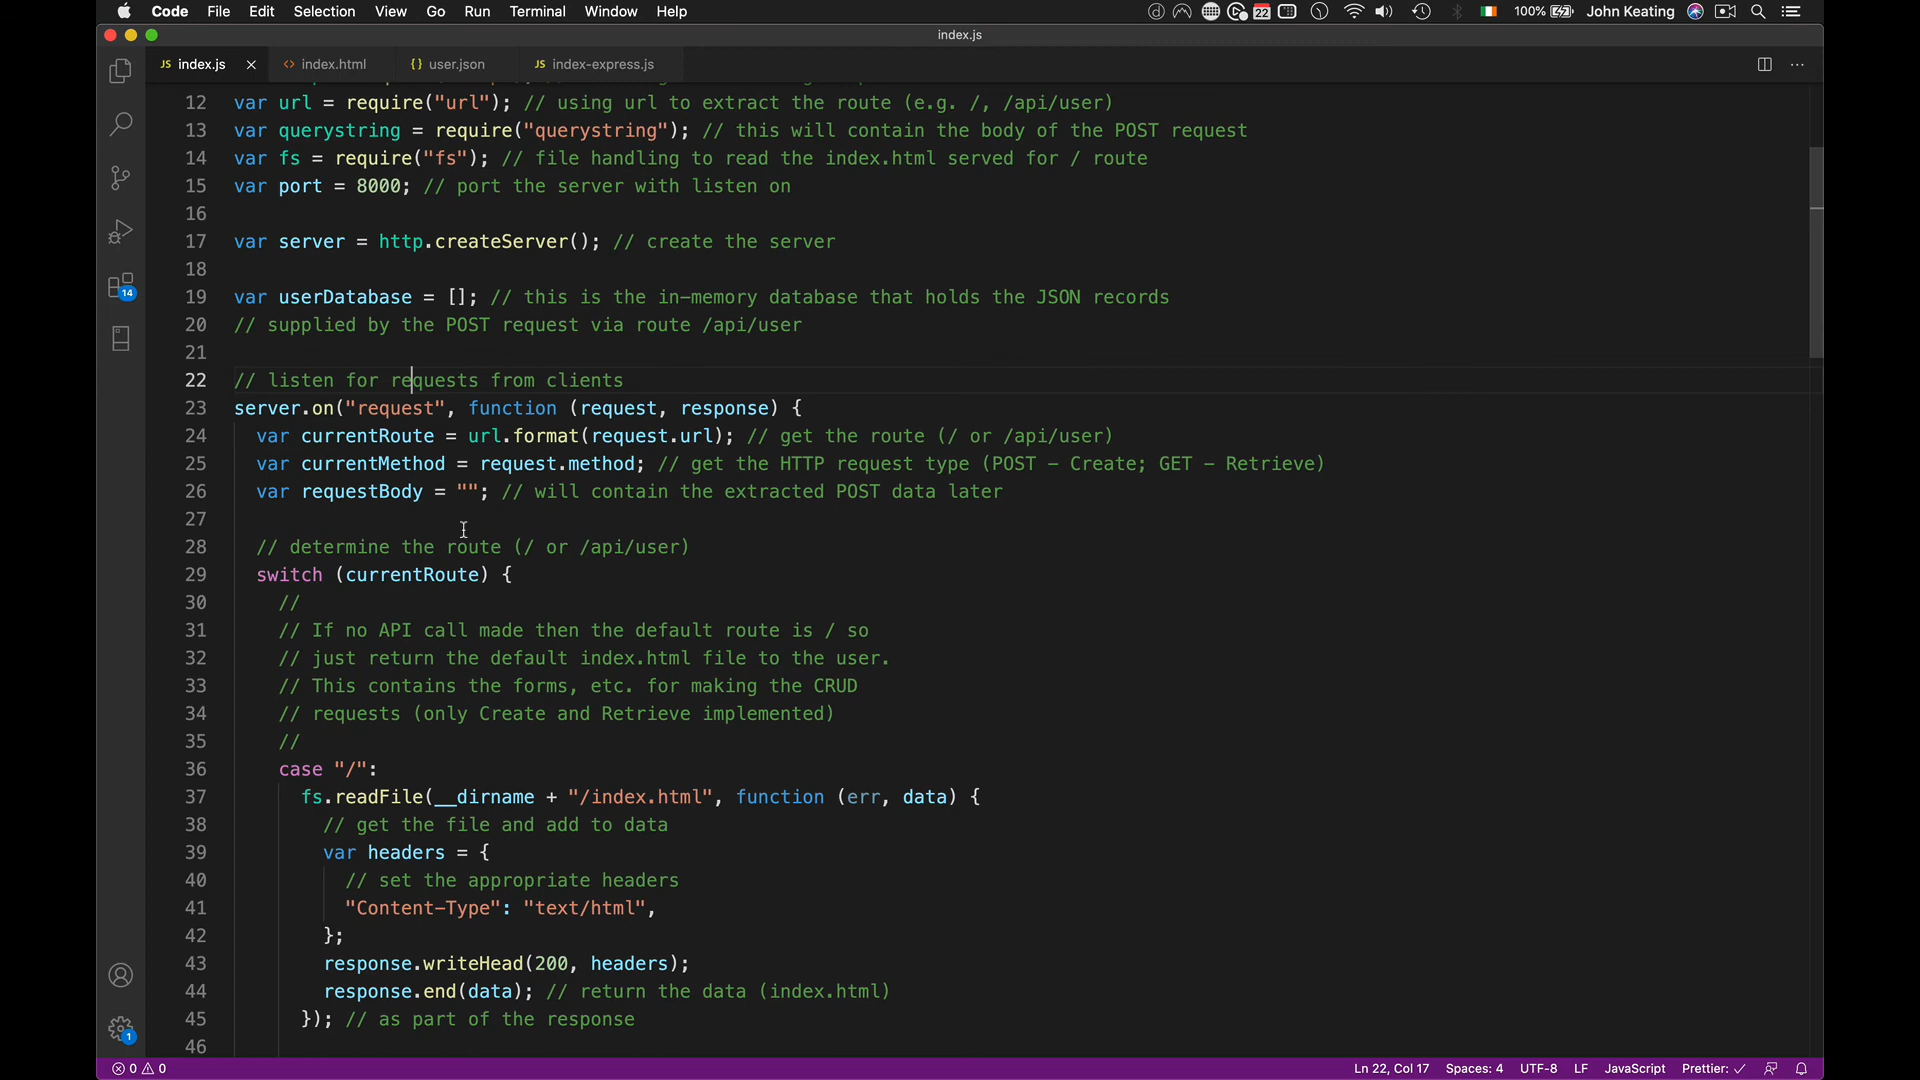 Code File Edit Selection View Go Run Terminal Window Help 22 100% John Keating
index.js
JS index.js × <> index.html {} user.json JS index-express.js ···
12 var url = require("url"); // using url to extract the route (e.g. /, /api/user)
13 var querystring = require("querystring"); // this will contain the body of the POST request
14 var fs = require("fs"); // file handling to read the index.html served for / route
15 var port = 8000; // port the server with listen on
16
17 var server = http.createServer(); // create the server
18
19 var userDatabase = []; // this is the in-memory database that holds the JSON records
20 // supplied by the POST request via route /api/user
21
22 // listen for requests from clients
23 server.on("request", function (request, response) {
24 var currentRoute = url.format(request.url); // get the route (/ or /api/user)
25 var currentMethod = request.method; // get the HTTP request type (POST - Create; GET - Retrieve)
26 var requestBody = ""; // will contain the extracted POST data later
27
28 // determine the route (/ or /api/user)
29 switch (currentRoute) {
30 //
31 // If no API call made then the default route is / so
32 // just return the default index.html file to the user.
33 // This contains the forms, etc. for making the CRUD
34 // requests (only Create and Retrieve implemented)
35 //
36 case "/":
37 fs.readFile(__dirname + "/index.html", function (err, data) {
38 // get the file and add to data
39 var headers = {
40 // set the appropriate headers
41 "Content-Type": "text/html",
42 };
43 response.writeHead(200, headers);
44 response.end(data); // return the data (index.html)
45 }); // as part of the response
46
14
1
0 0 Ln 22, Col 17 Spaces: 4 UTF-8 LF JavaScript Prettier: ✓